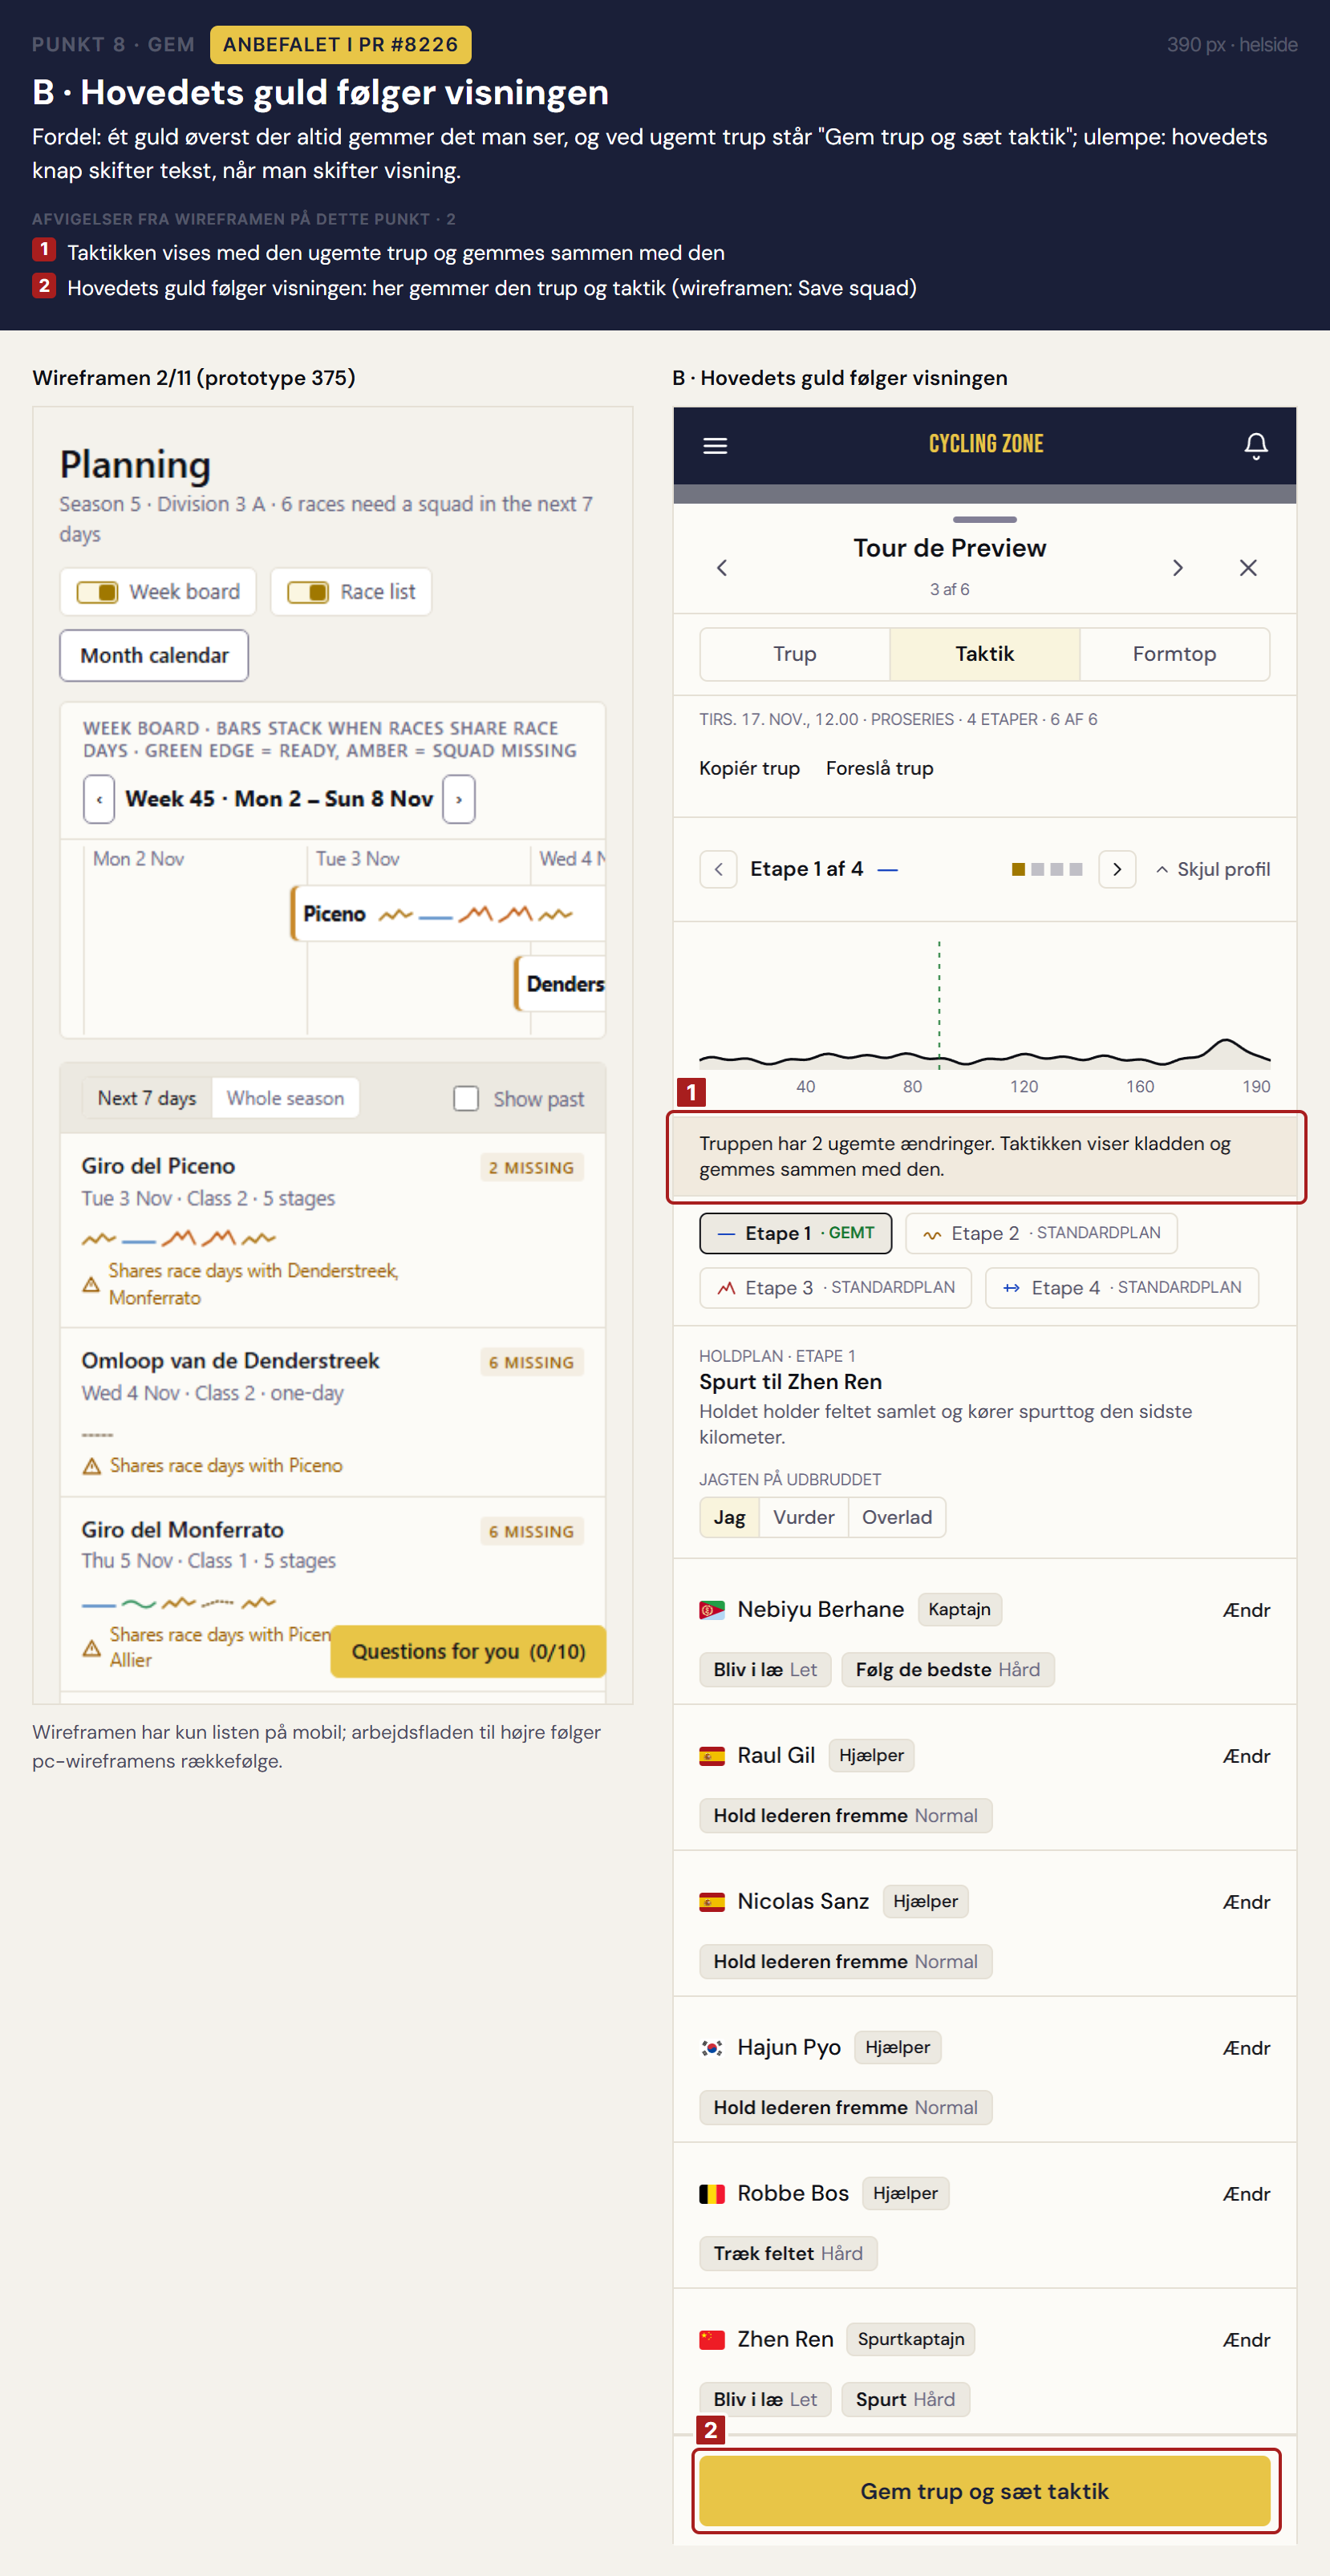 PUNKT 8 · GEM
ANBEFALET I PR #8226
390 px · helside
B · Hovedets guld følger visningen
Fordel: ét guld øverst der altid gemmer det man ser, og ved ugemt trup står "Gem trup og sæt taktik"; ulempe: hovedets
knap skifter tekst, når man skifter visning.
AFVIGELSER FRA WIREFRAMEN PÅ DETTE PUNKT · 2
1 Taktikken vises med den ugemte trup og gemmes sammen med den
2 Hovedets guld følger visningen: her gemmer den trup og taktik (wireframen: Save squad)
Wireframen 2/11 (prototype 375)
Planning
Season 5 · Division 3 A · 6 races need a squad in the next 7
days
Week board
Race list
Month calendar
WEEK BOARD · BARS STACK WHEN RACES SHARE RACE
DAYS · GREEN EDGE = READY, AMBER = SQUAD MISSING
‹ Week 45 · Mon 2 – Sun 8 Nov ›
Mon 2 Nov
Tue 3 Nov
Wed 4 N
Piceno
Denders
Next 7 days
Whole season
Show past
Giro del Piceno
2 MISSING
Tue 3 Nov · Class 2 · 5 stages
Shares race days with Denderstreek,
Monferrato
Omloop van de Denderstreek
6 MISSING
Wed 4 Nov · Class 2 · one-day
Shares race days with Piceno
Giro del Monferrato
6 MISSING
Thu 5 Nov · Class 1 · 5 stages
Shares race days with Picen
Allier
Questions for you (0/10)
Wireframen har kun listen på mobil; arbejdsfladen til højre følger
pc-wireframens rækkefølge.
B · Hovedets guld følger visningen
CYCLING ZONE
Tour de Preview
3 af 6
Trup
Taktik
Formtop
TIRS. 17. NOV., 12.00 · PROSERIES · 4 ETAPER · 6 AF 6
Kopiér trup
Foreslå trup
Etape 1 af 4
Skjul profil
40
80
120
160
190
1
Truppen har 2 ugemte ændringer. Taktikken viser kladden og
gemmes sammen med den.
Etape 1 · GEMT
Etape 2 · STANDARDPLAN
Etape 3 · STANDARDPLAN
Etape 4 · STANDARDPLAN
HOLDPLAN · ETAPE 1
Spurt til Zhen Ren
Holdet holder feltet samlet og kører spurttog den sidste
kilometer.
JAGTEN PÅ UDBRUDDET
Jag
Vurder
Overlad
Nebiyu Berhane
Kaptajn
Ændr
Bliv i læ Let
Følg de bedste Hård
Raul Gil
Hjælper
Ændr
Hold lederen fremme Normal
Nicolas Sanz
Hjælper
Ændr
Hold lederen fremme Normal
Hajun Pyo
Hjælper
Ændr
Hold lederen fremme Normal
Robbe Bos
Hjælper
Ændr
Træk feltet Hård
Zhen Ren
Spurtkaptajn
Ændr
Bliv i læ Let
Spurt Hård
2
Gem trup og sæt taktik